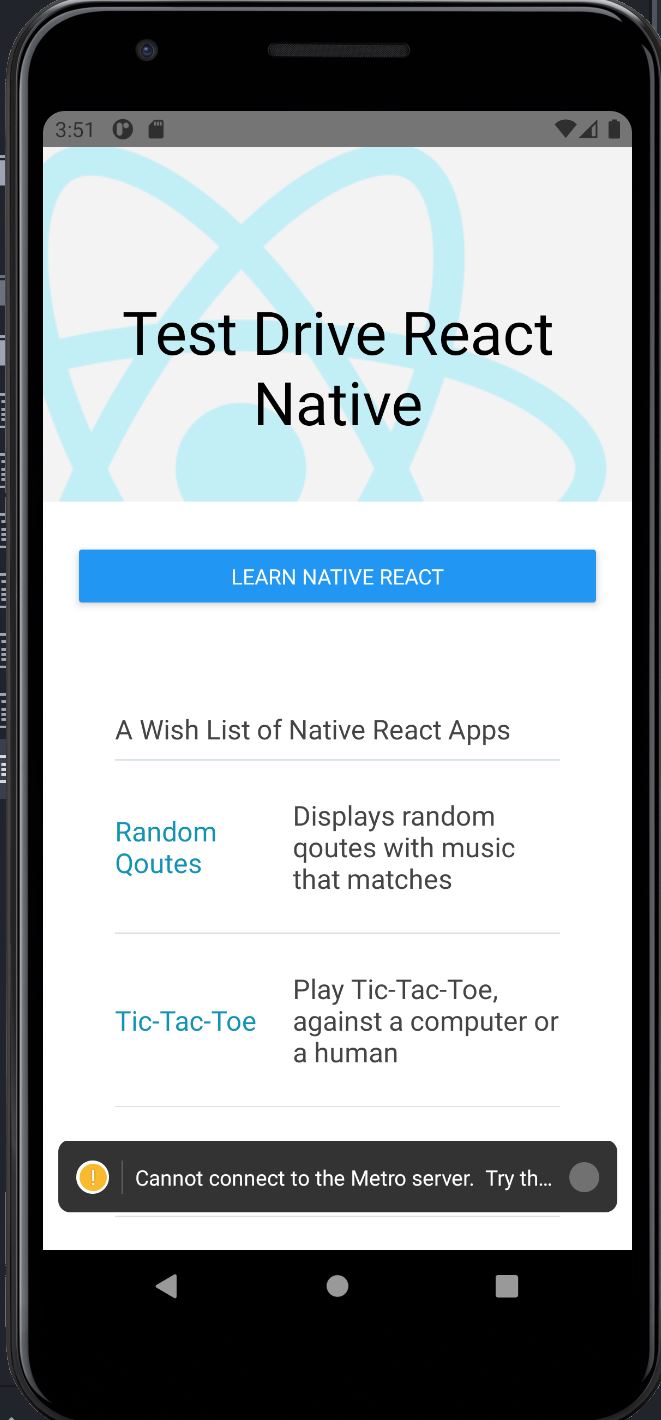 3:51
Test Drive React
Native
LEARN NATIVE REACT
A Wish List of Native React Apps
Random
Qoutes
Displays random
qoutes with music
that matches
Tic-Tac-Toe
Play Tic-Tac-Toe,
against a computer or
a human
! Cannot connect to the Metro server. Try th...